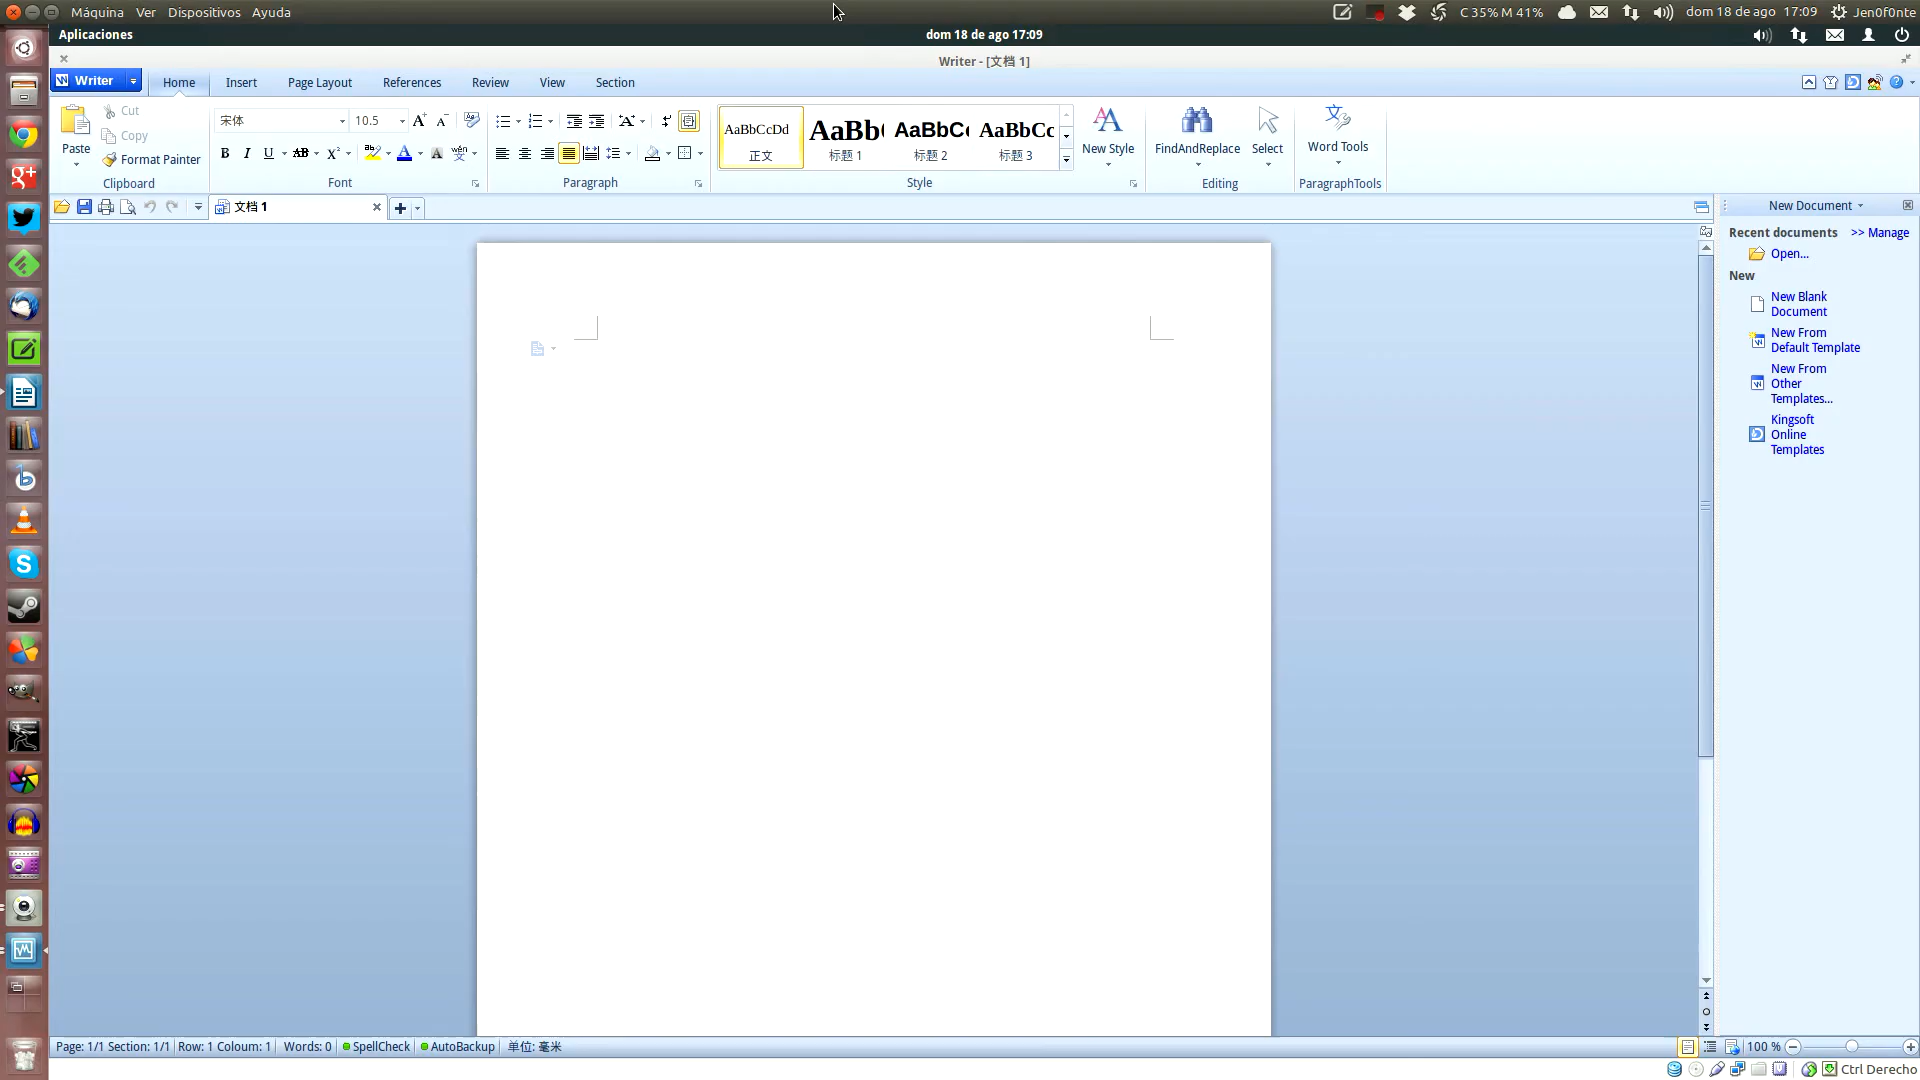 Máquina Ver Dispositivos Ayuda
C 35% M 41% dom 18 de ago 17:09 Jen0f0nte
Aplicaciones dom 18 de ago 17:09
Writer - [文档 1]
Writer Home Insert Page Layout References Review View Section
Paste
Cut
Copy
Format Painter
Clipboard
宋体 10.5
Font
Paragraph
AaBbCcDd AaBb( AaBbC( AaBbCc
正文 标题 1 标题 2 标题 3
Style
New Style
FindAndReplace Select
Editing
Word Tools
ParagraphTools
文档 1
New Document
Recent documents >> Manage
Open...
New
New Blank
Document
New From
Default Template
New From
Other
Templates...
Kingsoft
Online
Templates
Page: 1/1 Section: 1/1 Row: 1 Coloum: 1 Words: 0 SpellCheck AutoBackup 单位: 毫米 100 %
Ctrl Derecho